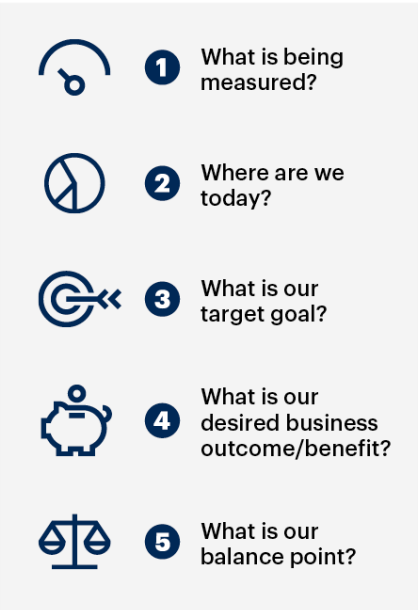 1
What is being
measured?
2
Where are we
today?
3
What is our
target goal?
4
What is our
desired business
outcome/benefit?
5
What is our
balance point?